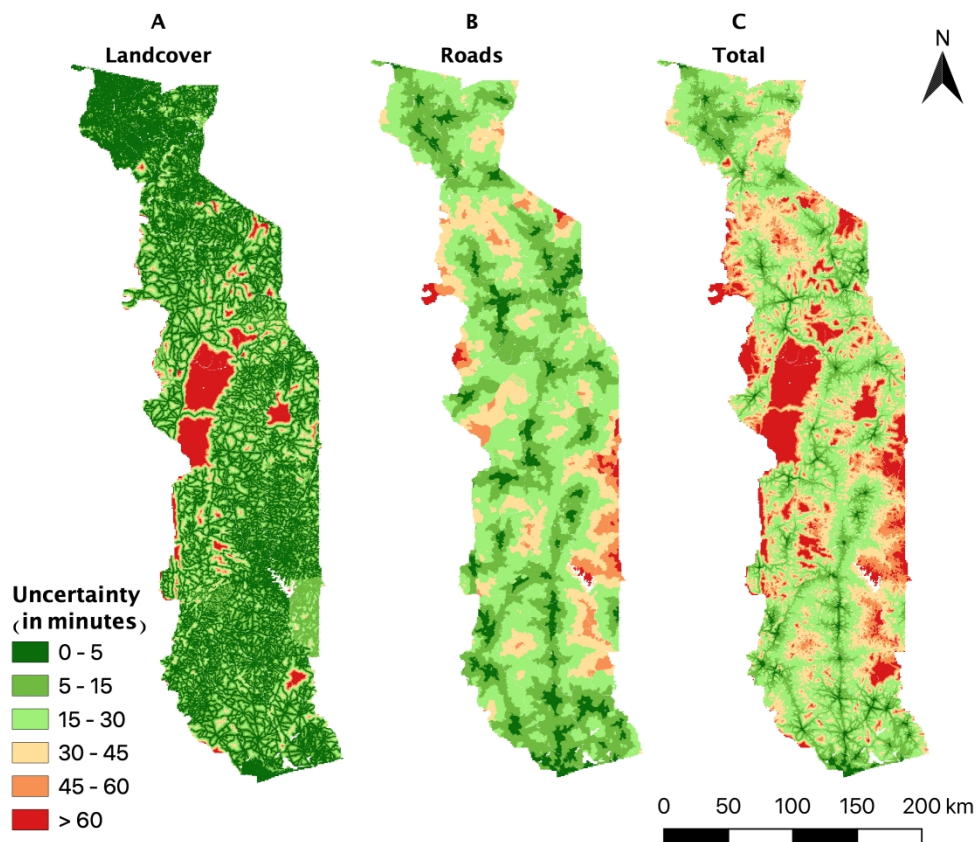 A
Landcover
B
Roads
C
Total
N
Uncertainty
(in minutes)
0 - 5
5 - 15
15 - 30
30 - 45
45 - 60
> 60
0 50 100 150 200 km